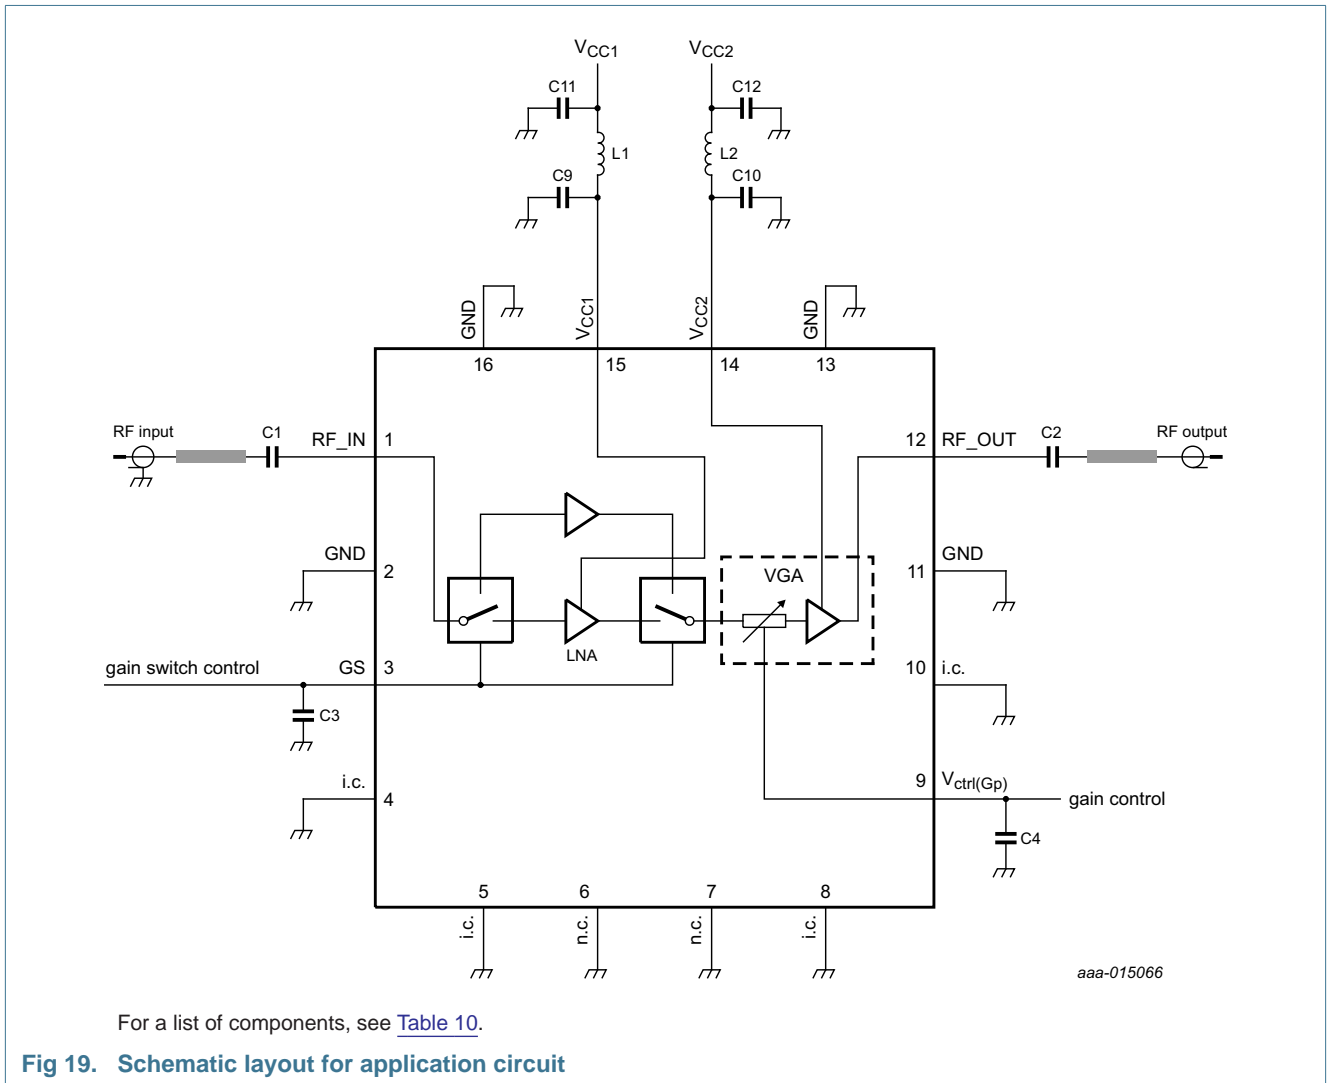 VCC1
VCC2
C11
C12
L1
L2
C9
C10
GND
VCC1
VCC2
GND
16
15
14
13
RF input
C1
RF_IN
1
12
RF_OUT
C2
RF output
GND
2
11
GND
VGA
LNA
gain switch control
GS
3
10
i.c.
C3
i.c.
4
9
Vctrl(Gp)
gain control
C4
5
6
7
8
i.c.
n.c.
n.c.
i.c.
aaa-015066
For a list of components, see Table 10.
Fig 19. Schematic layout for application circuit